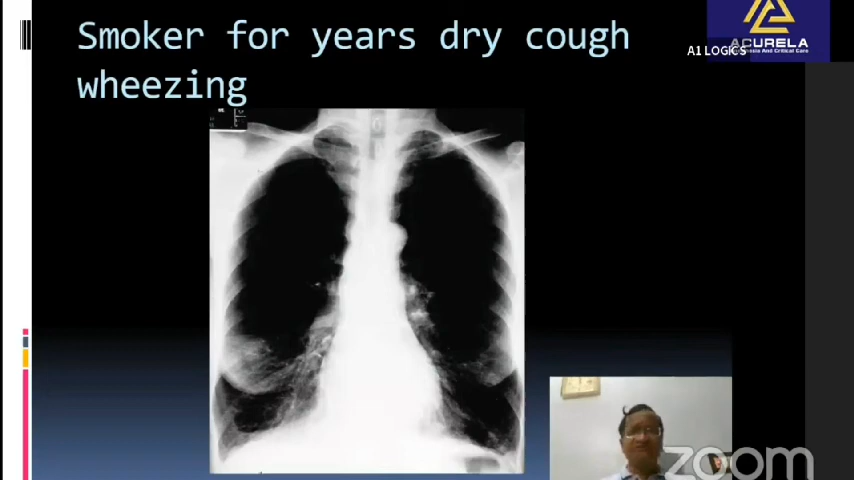 Smoker for years dry cough
wheezing
A1 LOGICS
ACURELA
zoom